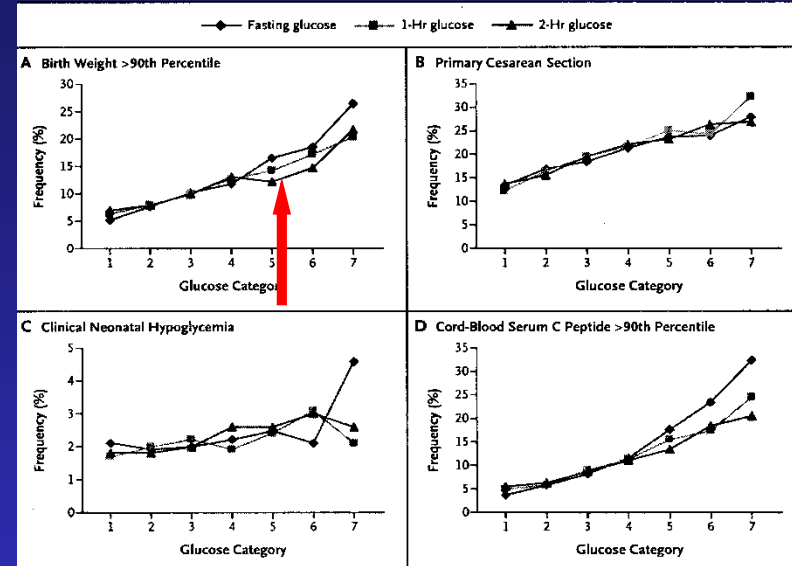 Fasting glucose 1-Hr glucose 2-Hr glucose
A Birth Weight >90th Percentile
30
25
20
15
10
5
0
Frequency (%)
1 2 3 4 5 6 7
Glucose Category
B Primary Cesarean Section
35
30
25
20
15
10
5
0
Frequency (%)
1 2 3 4 5 6 7
Glucose Category
C Clinical Neonatal Hypoglycemia
5
4
3
2
1
0
Frequency (%)
1 2 3 4 5 6 7
Glucose Category
D Cord-Blood Serum C Peptide >90th Percentile
35
30
25
20
15
10
5
0
Frequency (%)
1 2 3 4 5 6 7
Glucose Category